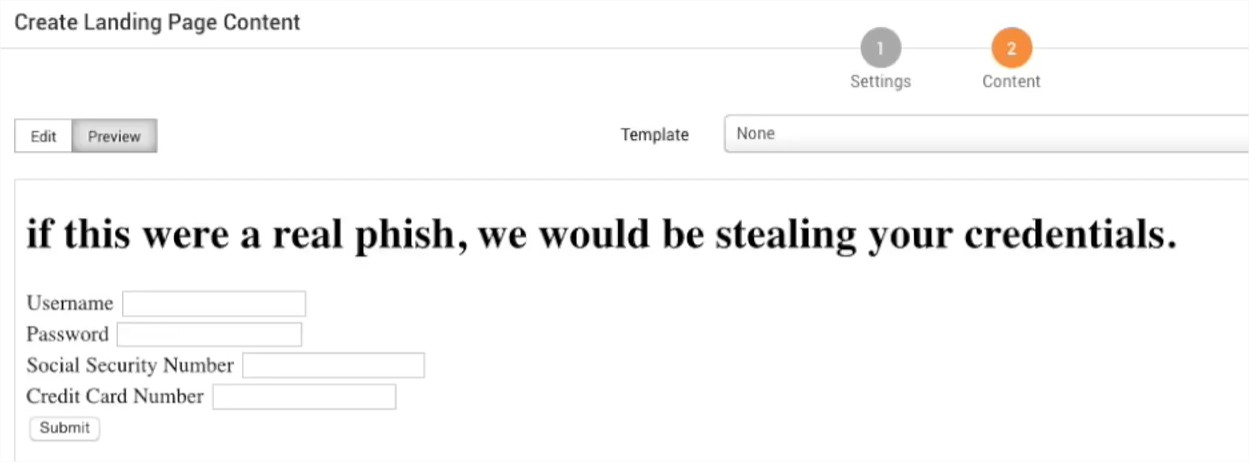 Create Landing Page Content
1
2
Settings
Content
Edit
Preview
Template
None
if this were a real phish, we would be stealing your credentials.
Username
Password
Social Security Number
Credit Card Number
Submit